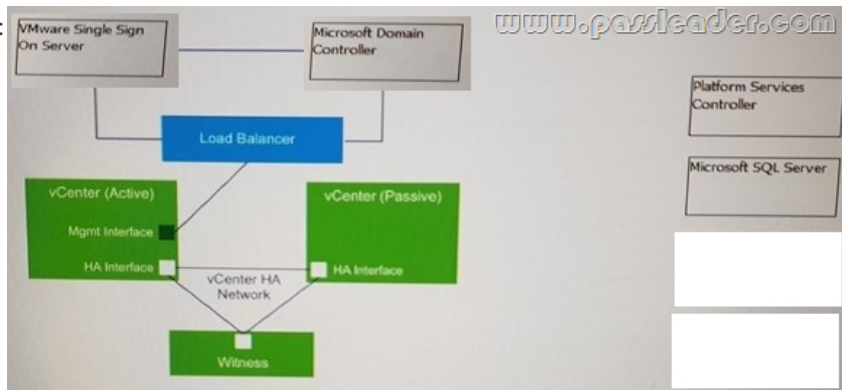 :
www.passleader.com
VMware Single Sign
On Server
Microsoft Domain
Controller
Platform Services
Controller
Load Balancer
Microsoft SQL Server
vCenter (Active)
vCenter (Passive)
Mgmt Interface
HA Interface
vCenter HA
Network
HA Interface
Witness